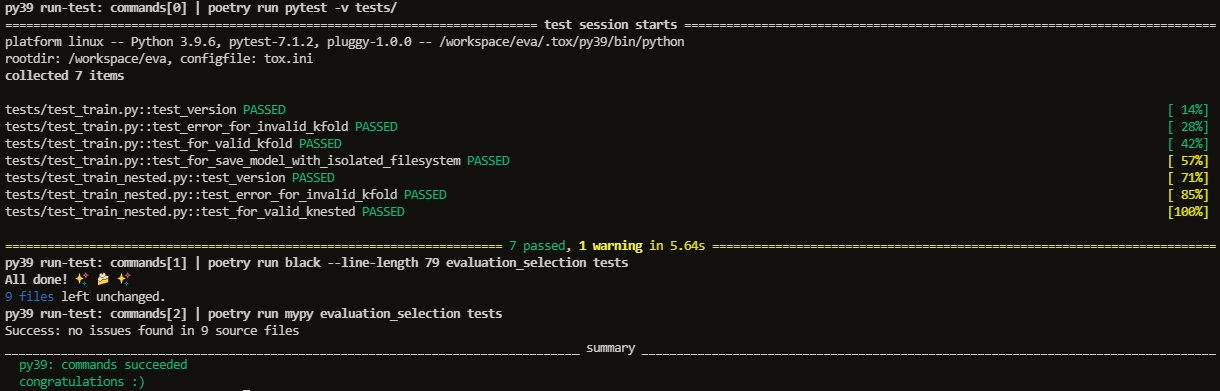 py39 run-test: commands[0] | poetry run pytest -v tests/
test session starts
platform linux -- Python 3.9.6, pytest-7.1.2, pluggy-1.0.0 -- /workspace/eva/.tox/py39/bin/python
rootdir: /workspace/eva, configfile: tox.ini
collected 7 items
tests/test_train.py::test_version PASSED [ 14%]
tests/test_train.py::test_error_for_invalid_kfold PASSED [ 28%]
tests/test_train.py::test_for_valid_kfold PASSED [ 42%]
tests/test_train.py::test_for_save_model_with_isolated_filesystem PASSED [ 57%]
tests/test_train_nested.py::test_version PASSED [ 71%]
tests/test_train_nested.py::test_error_for_invalid_kfold PASSED [ 85%]
tests/test_train_nested.py::test_for_valid_knested PASSED [100%]
7 passed, 1 warning in 5.64s
py39 run-test: commands[1] | poetry run black --line-length 79 evaluation_selection tests
All done! ✨ 🍰 ✨
9 files left unchanged.
py39 run-test: commands[2] | poetry run mypy evaluation_selection tests
Success: no issues found in 9 source files
summary
py39: commands succeeded
congratulations :)